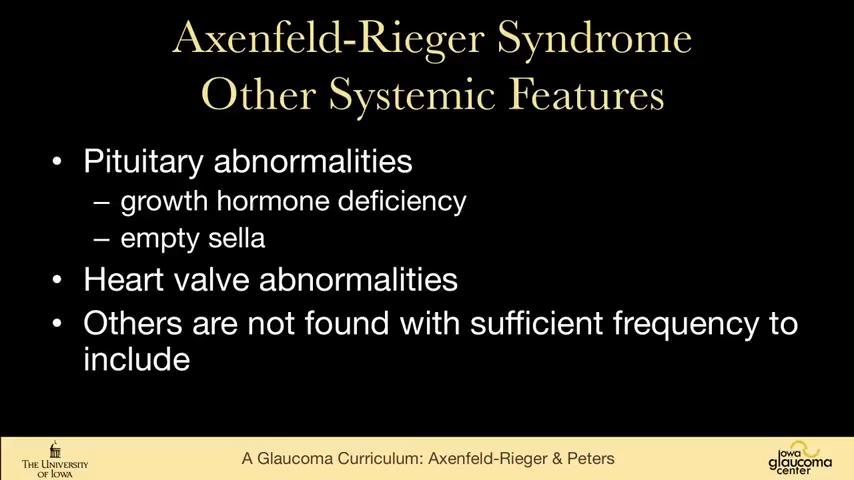 Axenfeld-Rieger Syndrome
Other Systemic Features
• Pituitary abnormalities
– growth hormone deficiency
– empty sella
• Heart valve abnormalities
• Others are not found with sufficient frequency to
include
THE UNIVERSITY
OF IOWA
A Glaucoma Curriculum: Axenfeld-Rieger & Peters
iowa
glaucoma
center